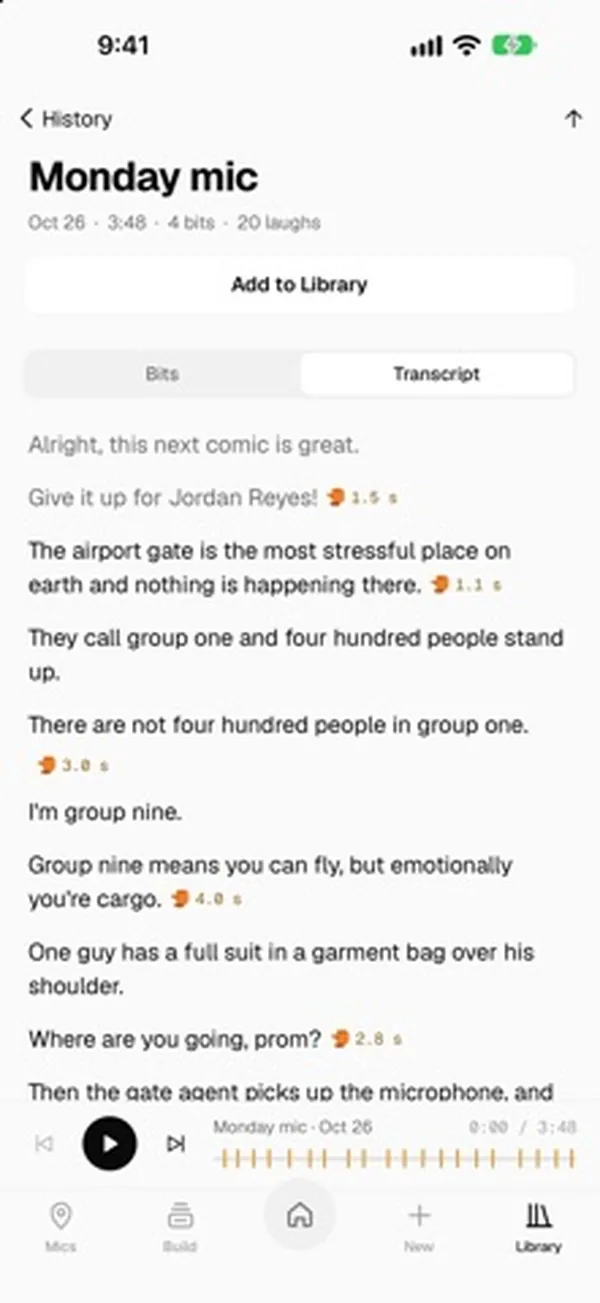 9:41
History
Monday mic
Oct 26 · 3:48 · 4 bits · 20 laughs
Add to Library
Bits
Transcript
Alright, this next comic is great.
Give it up for Jordan Reyes! 1.5 s
The airport gate is the most stressful place on
earth and nothing is happening there. 1.1 s
They call group one and four hundred people stand
up.
There are not four hundred people in group one.
3.0 s
I'm group nine.
Group nine means you can fly, but emotionally
you're cargo. 4.0 s
One guy has a full suit in a garment bag over his
shoulder.
Where are you going, prom? 2.8 s
Then the gate agent picks up the microphone, and
Monday mic · Oct 26
0:00 / 3:48
Mics
Build
New
Library